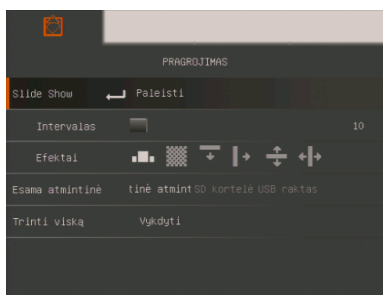 PRAGROJIMAS
Slide Show Paleisti
Intervalas 10
Efektai
Esama atmintinė tinė atmint SD kortelė USB raktas
Trinti viską Vykdyti